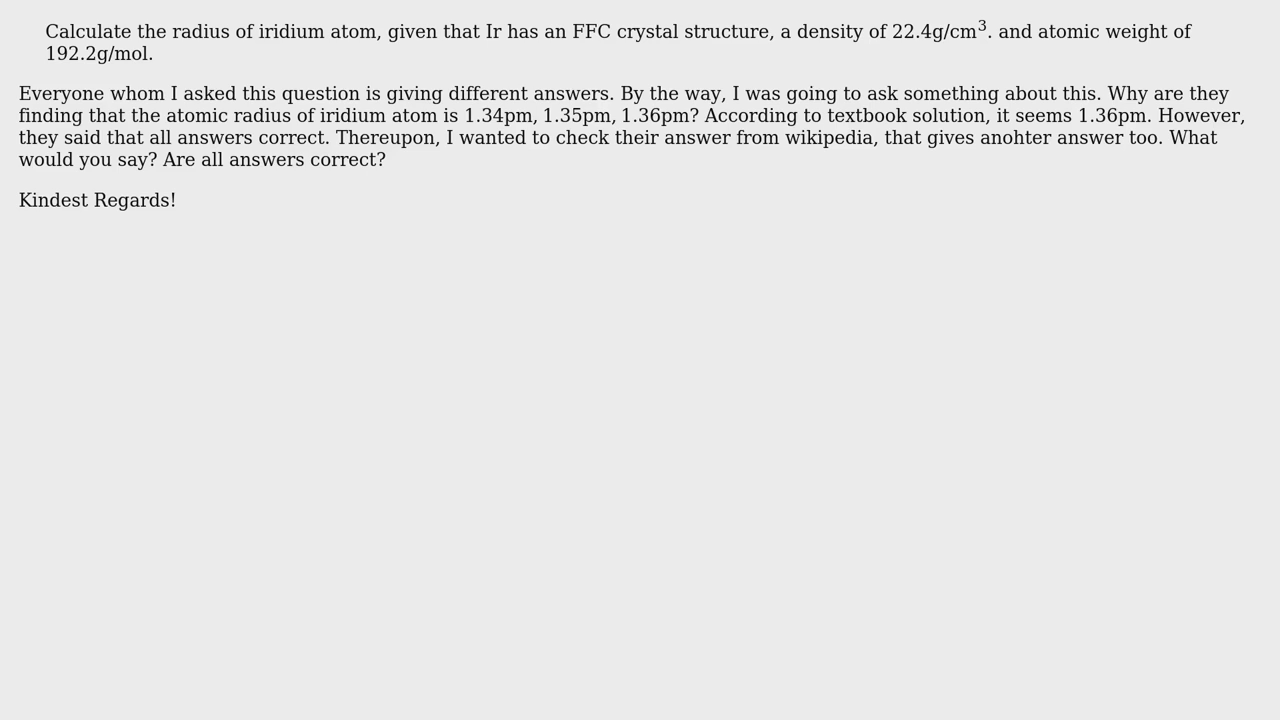 Calculate the radius of iridium atom, given that Ir has an FFC crystal structure, a density of 22.4g/cm³. and atomic weight of
192.2g/mol.
Everyone whom I asked this question is giving different answers. By the way, I was going to ask something about this. Why are they
finding that the atomic radius of iridium atom is 1.34pm, 1.35pm, 1.36pm? According to textbook solution, it seems 1.36pm. However,
they said that all answers correct. Thereupon, I wanted to check their answer from wikipedia, that gives anohter answer too. What
would you say? Are all answers correct?
Kindest Regards!